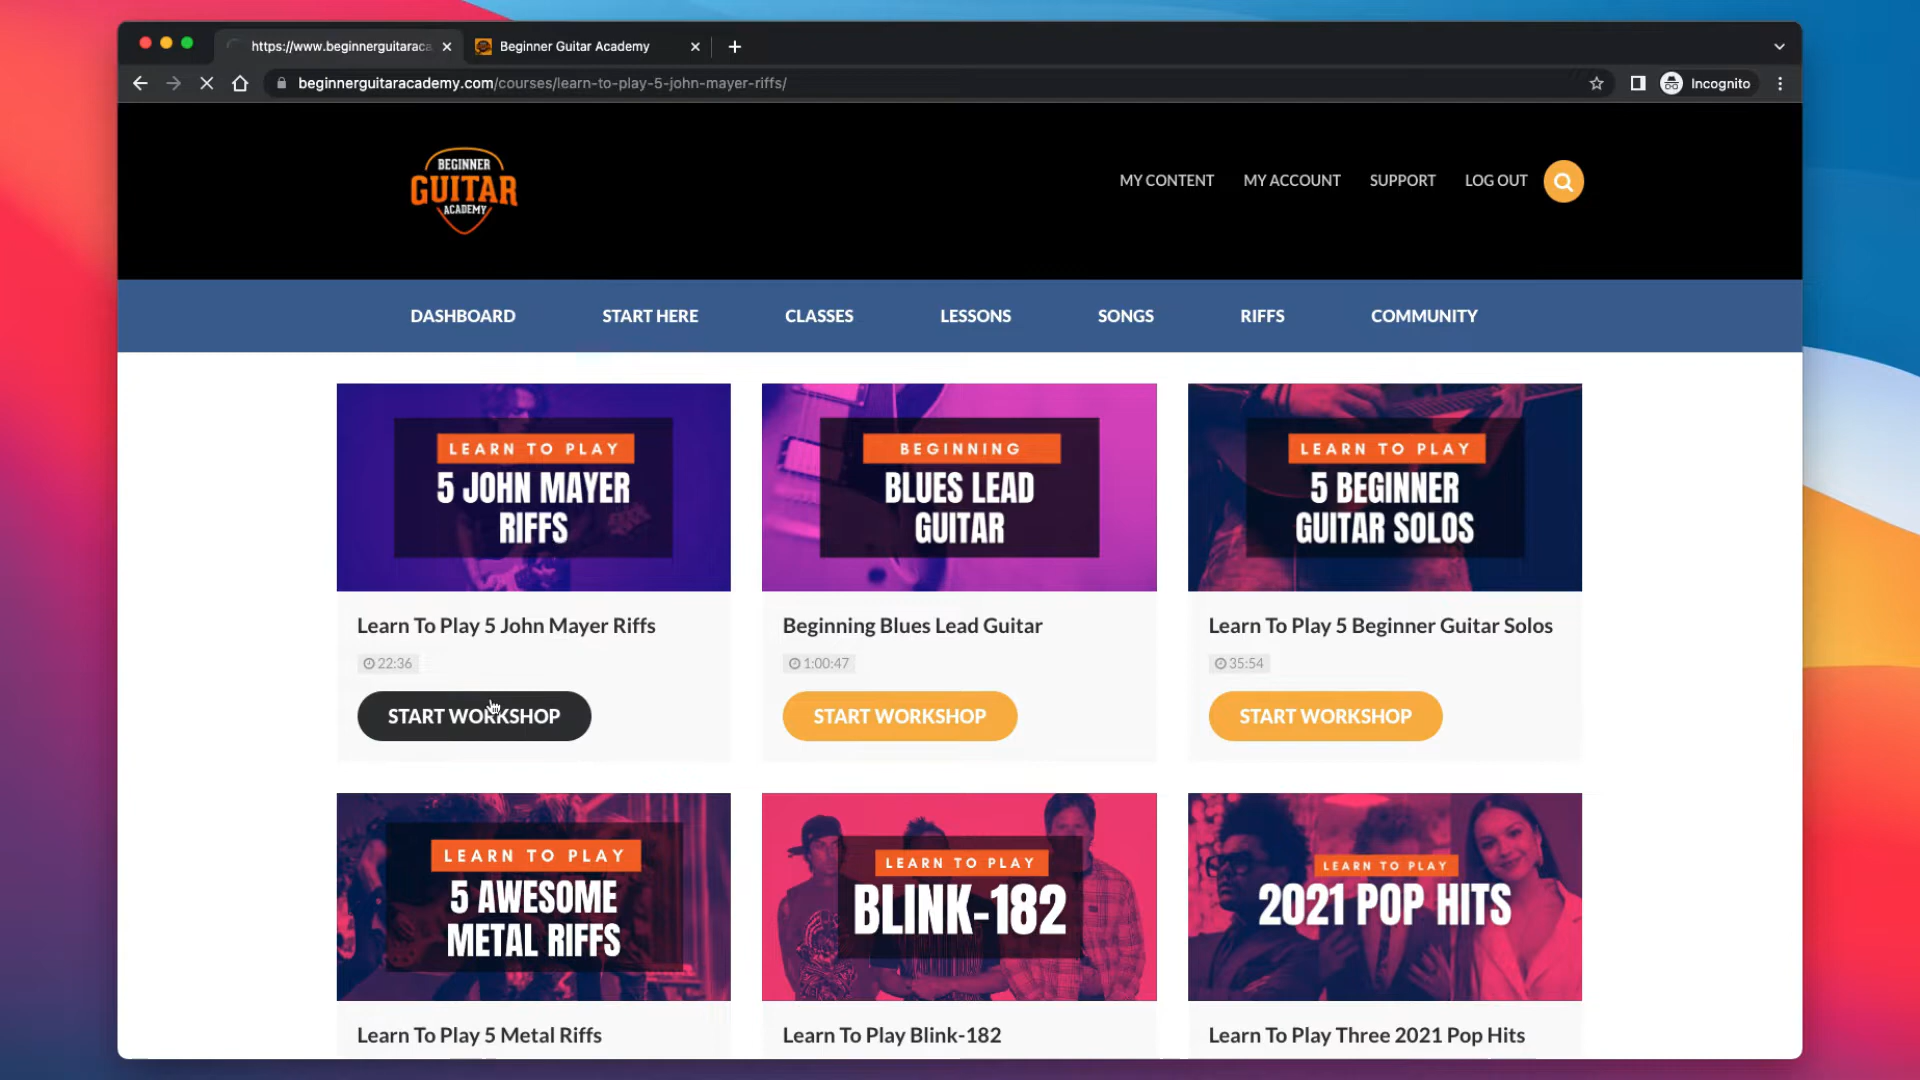 https://www.beginnerguitaraca
Beginner Guitar Academy
beginnerguitaracademy.com/courses/learn-to-play-5-john-mayer-riffs/
Incognito
BEGINNER
GUITAR
ACADEMY
MY CONTENT
MY ACCOUNT
SUPPORT
LOG OUT
DASHBOARD
START HERE
CLASSES
LESSONS
SONGS
RIFFS
COMMUNITY
LEARN TO PLAY
5 JOHN MAYER
RIFFS
BEGINNING
BLUES LEAD
GUITAR
LEARN TO PLAY
5 BEGINNER
GUITAR SOLOS
Learn To Play 5 John Mayer Riffs
22:36
START WORKSHOP
Beginning Blues Lead Guitar
1:00:47
START WORKSHOP
Learn To Play 5 Beginner Guitar Solos
35:54
START WORKSHOP
LEARN TO PLAY
5 AWESOME
METAL RIFFS
LEARN TO PLAY
BLINK-182
LEARN TO PLAY
2021 POP HITS
Learn To Play 5 Metal Riffs
Learn To Play Blink-182
Learn To Play Three 2021 Pop Hits